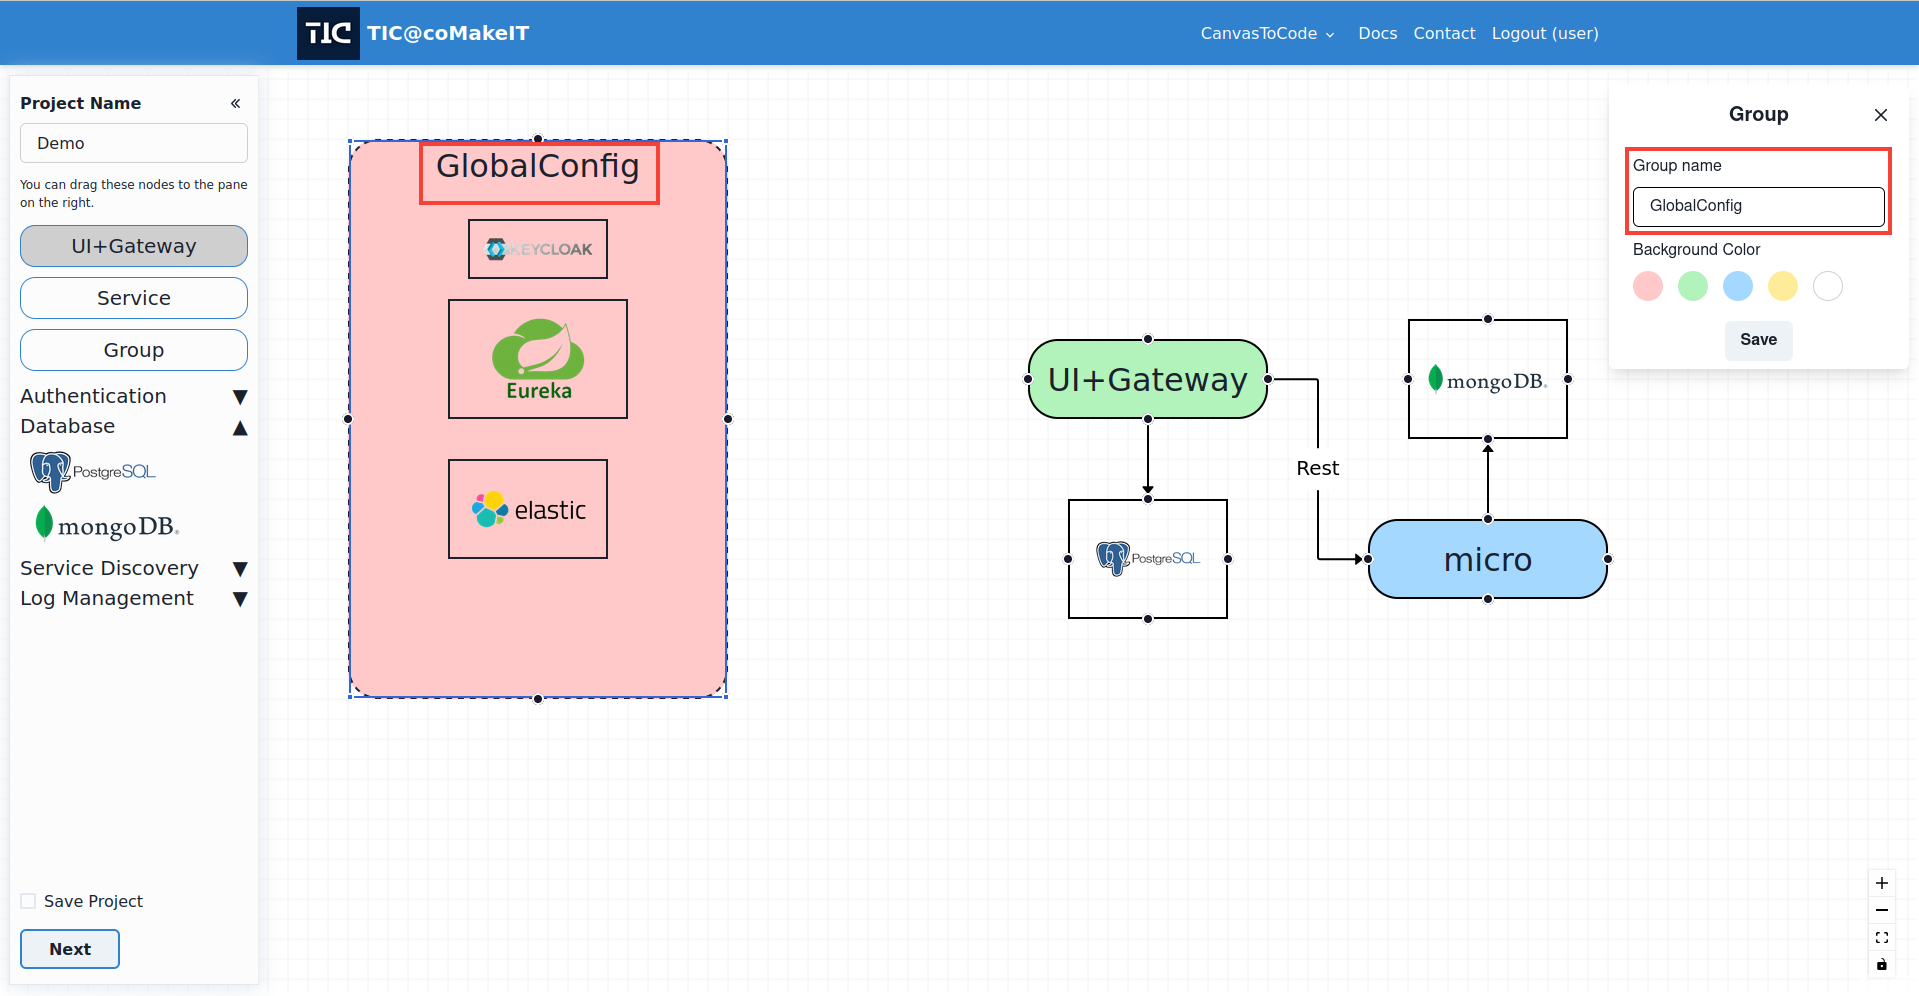 TIC TIC@coMakeIT
CanvasToCode Docs Contact Logout (user)
Project Name
Demo
You can drag these nodes to the pane
on the right.
UI+Gateway
Service
Group
Authentication
Database
PostgreSQL
mongoDB
Service Discovery
Log Management
Save Project
Next
GlobalConfig
KEYCLOAK
Eureka
elastic
UI+Gateway
PostgreSQL
Rest
mongoDB
micro
Group
Group name
GlobalConfig
Background Color
Save